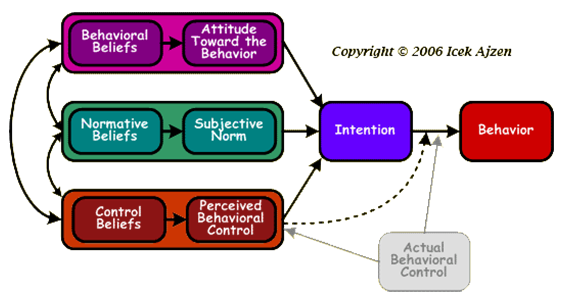 Behavioral
Beliefs
Attitude
Toward the
Behavior
Copyright © 2006 Icek Ajzen
Normative
Beliefs
Subjective
Norm
Intention
Behavior
Control
Beliefs
Perceived
Behavioral
Control
Actual
Behavioral
Control